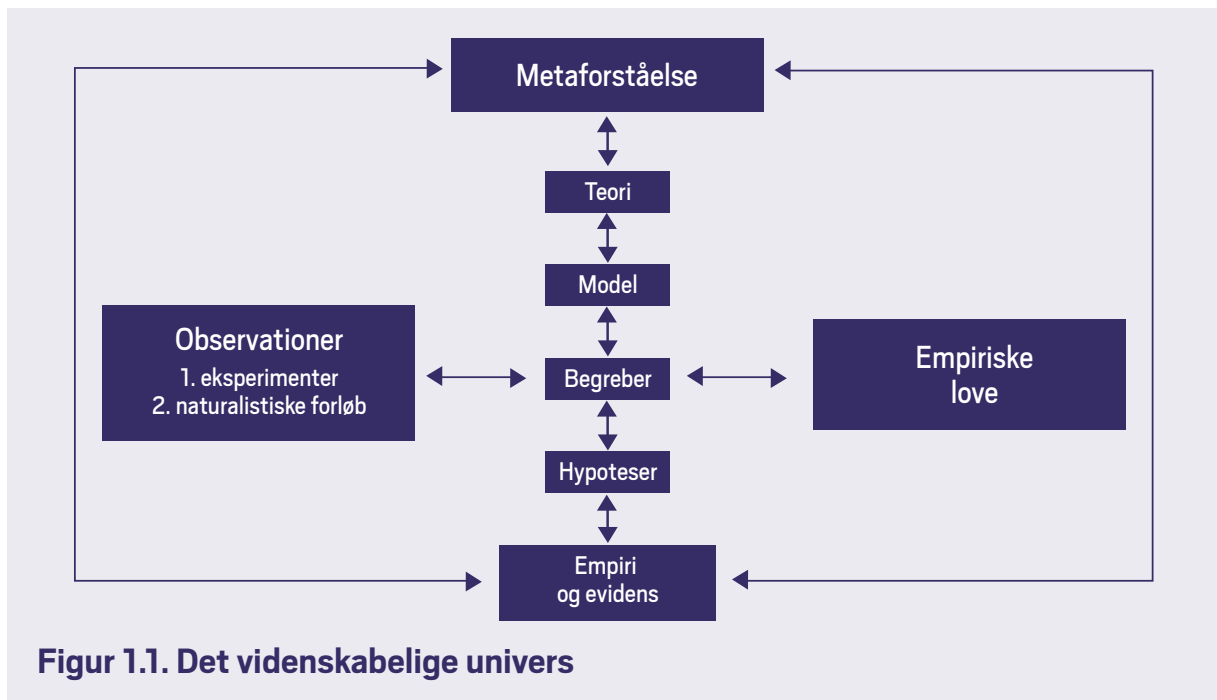 Metaforståelse
Teori
Model
Observationer
1. eksperimenter
2. naturalistiske forløb
Begreber
Empiriske
love
Hypoteser
Empiri
og evidens
Figur 1.1. Det videnskabelige univers